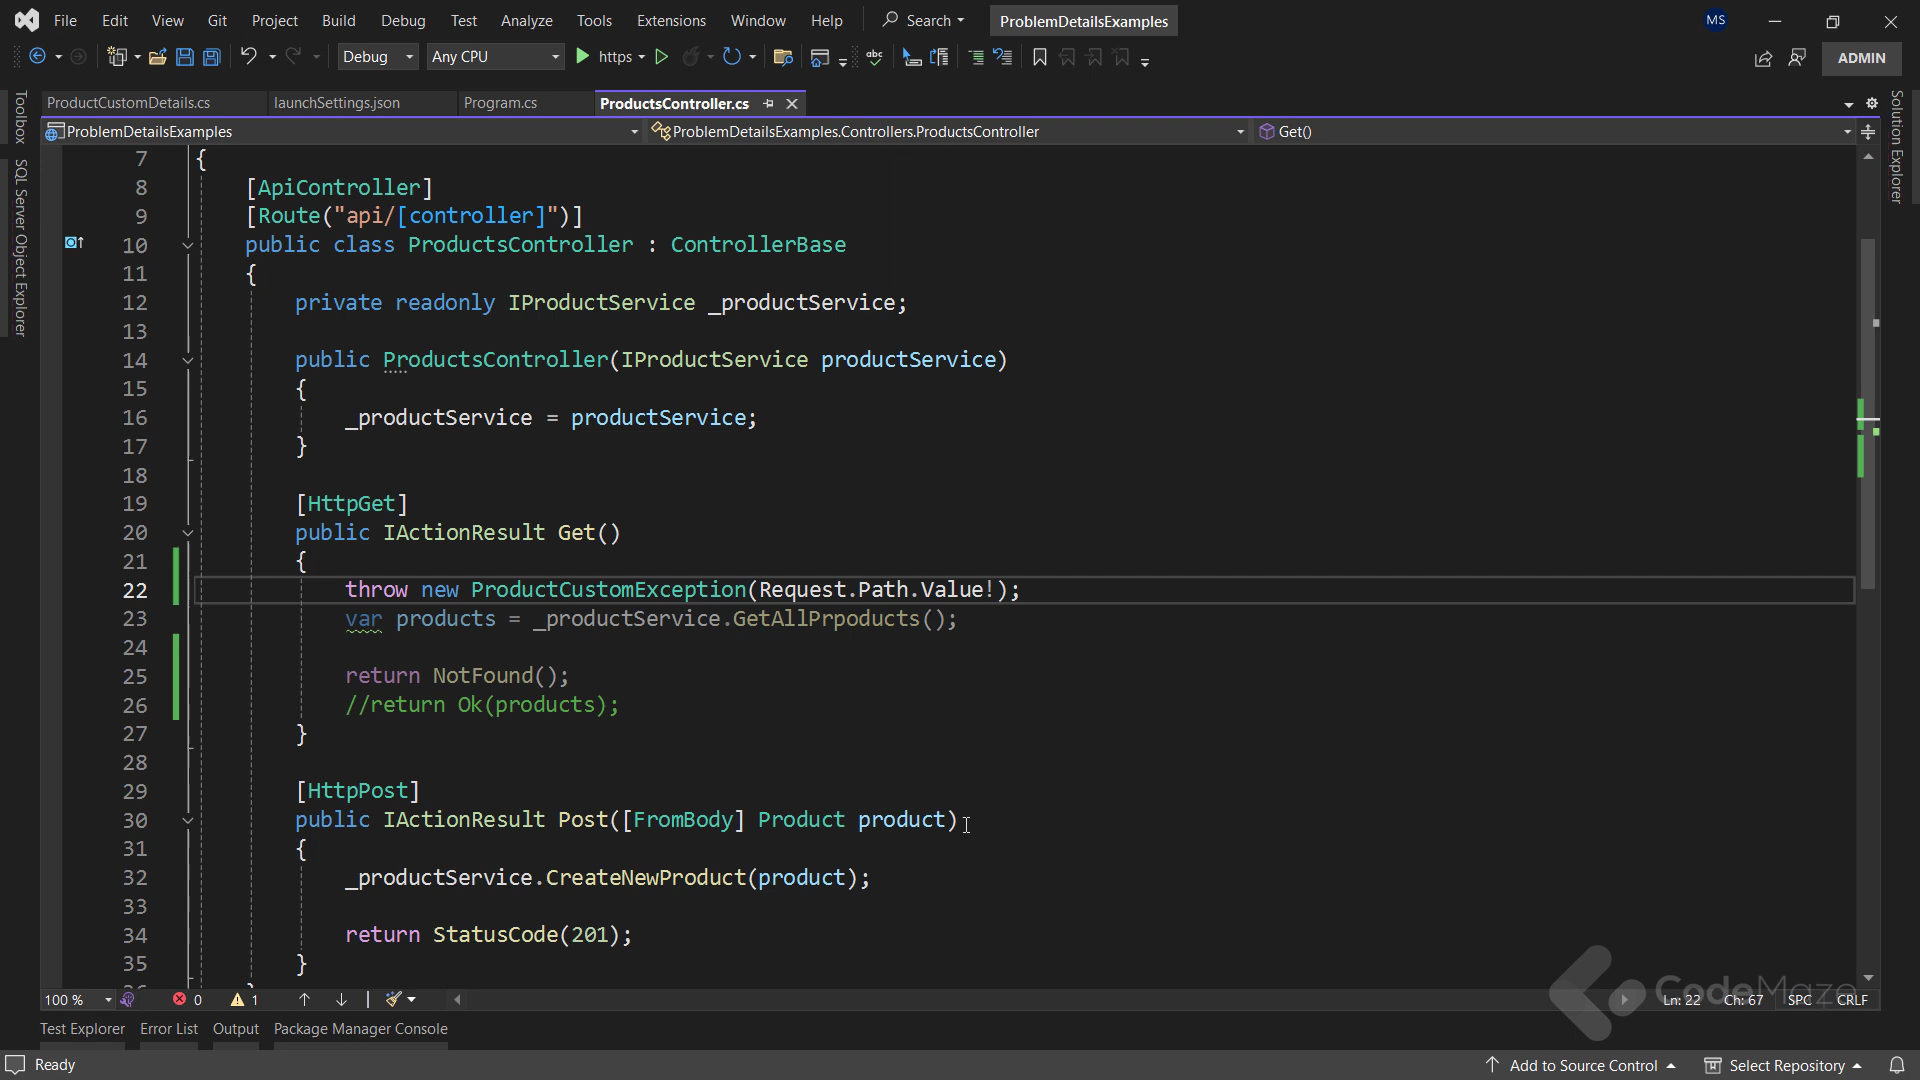 File Edit View Git Project Build Debug Test Analyze Tools Extensions Window Help Search ProblemDetailsExamples MS
Debug Any CPU https abc ADMIN
Toolbox
SQL Server Object Explorer
Solution Explorer
ProductCustomDetails.cs launchSettings.json Program.cs ProductsController.cs
ProblemDetailsExamples ProblemDetailsExamples.Controllers.ProductsController Get()
7 {
8 [ApiController]
9 [Route("api/[controller]")]
10 public class ProductsController : ControllerBase
11 {
12 private readonly IProductService _productService;
13
14 public ProductsController(IProductService productService)
15 {
16 _productService = productService;
17 }
18
19 [HttpGet]
20 public IActionResult Get()
21 {
22 throw new ProductCustomException(Request.Path.Value!);
23 var products = _productService.GetAllPrpoducts();
24
25 return NotFound();
26 //return Ok(products);
27 }
28
29 [HttpPost]
30 public IActionResult Post([FromBody] Product product)
31 {
32 _productService.CreateNewProduct(product);
33
34 return StatusCode(201);
35 }
CodeMaze
100 % 0 1 Ln: 22 Ch: 67 SPC CRLF
Test Explorer Error List Output Package Manager Console
Ready Add to Source Control Select Repository